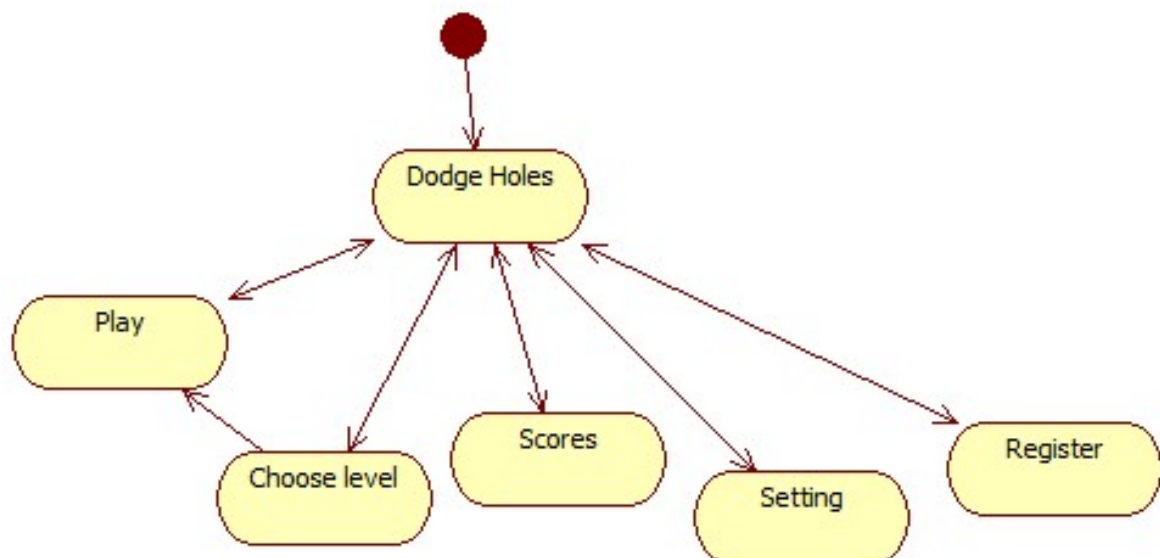 Dodge Holes
Play
Choose level
Scores
Setting
Register